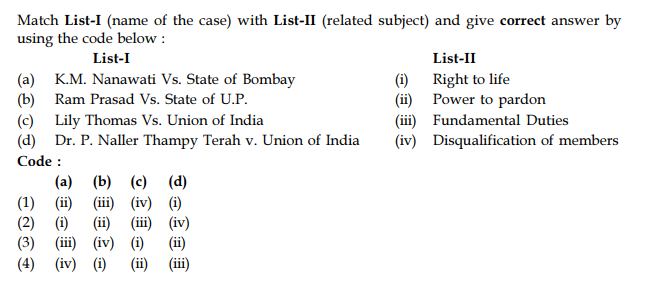 Match List-I (name of the case) with List-II (related subject) and give correct answer by
using the code below :
List-I List-II
(a) K.M. Nanawati Vs. State of Bombay (i) Right to life
(b) Ram Prasad Vs. State of U.P. (ii) Power to pardon
(c) Lily Thomas Vs. Union of India (iii) Fundamental Duties
(d) Dr. P. Naller Thampy Terah v. Union of India (iv) Disqualification of members
Code :
(a) (b) (c) (d)
(1) (ii) (iii) (iv) (i)
(2) (i) (ii) (iii) (iv)
(3) (iii) (iv) (i) (ii)
(4) (iv) (i) (ii) (iii)